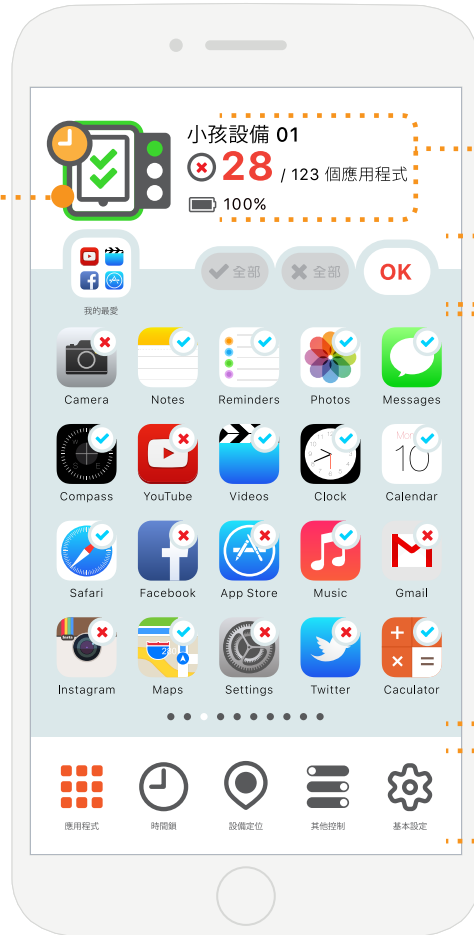 小孩設備 01
28 / 123 個應用程式
100%
全部 全部 OK
我的最愛
Camera Notes Reminders Photos Messages
10
Compass YouTube Videos Clock Calendar
Safari Facebook App Store Music Gmail
280
Instagram Maps Settings Twitter Caculator
應用程式 時間鎖 設備定位 其他控制 基本設定